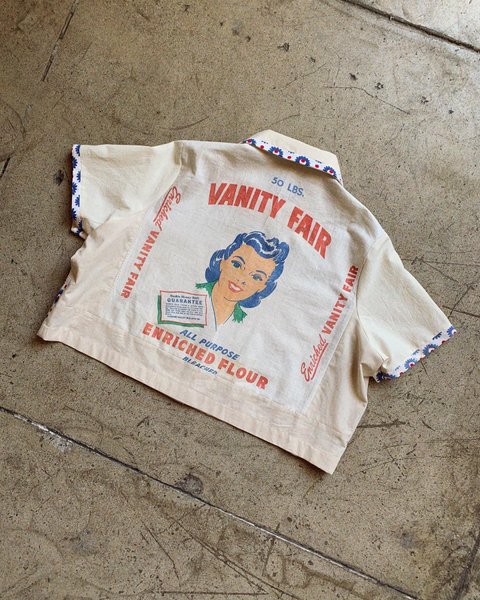 50 LBS.
VANITY FAIR
Enriched VANITY FAIR
GUARANTEE
ALL PURPOSE
ENRICHED FLOUR
BLEACHED
Enriched VANITY FAIR